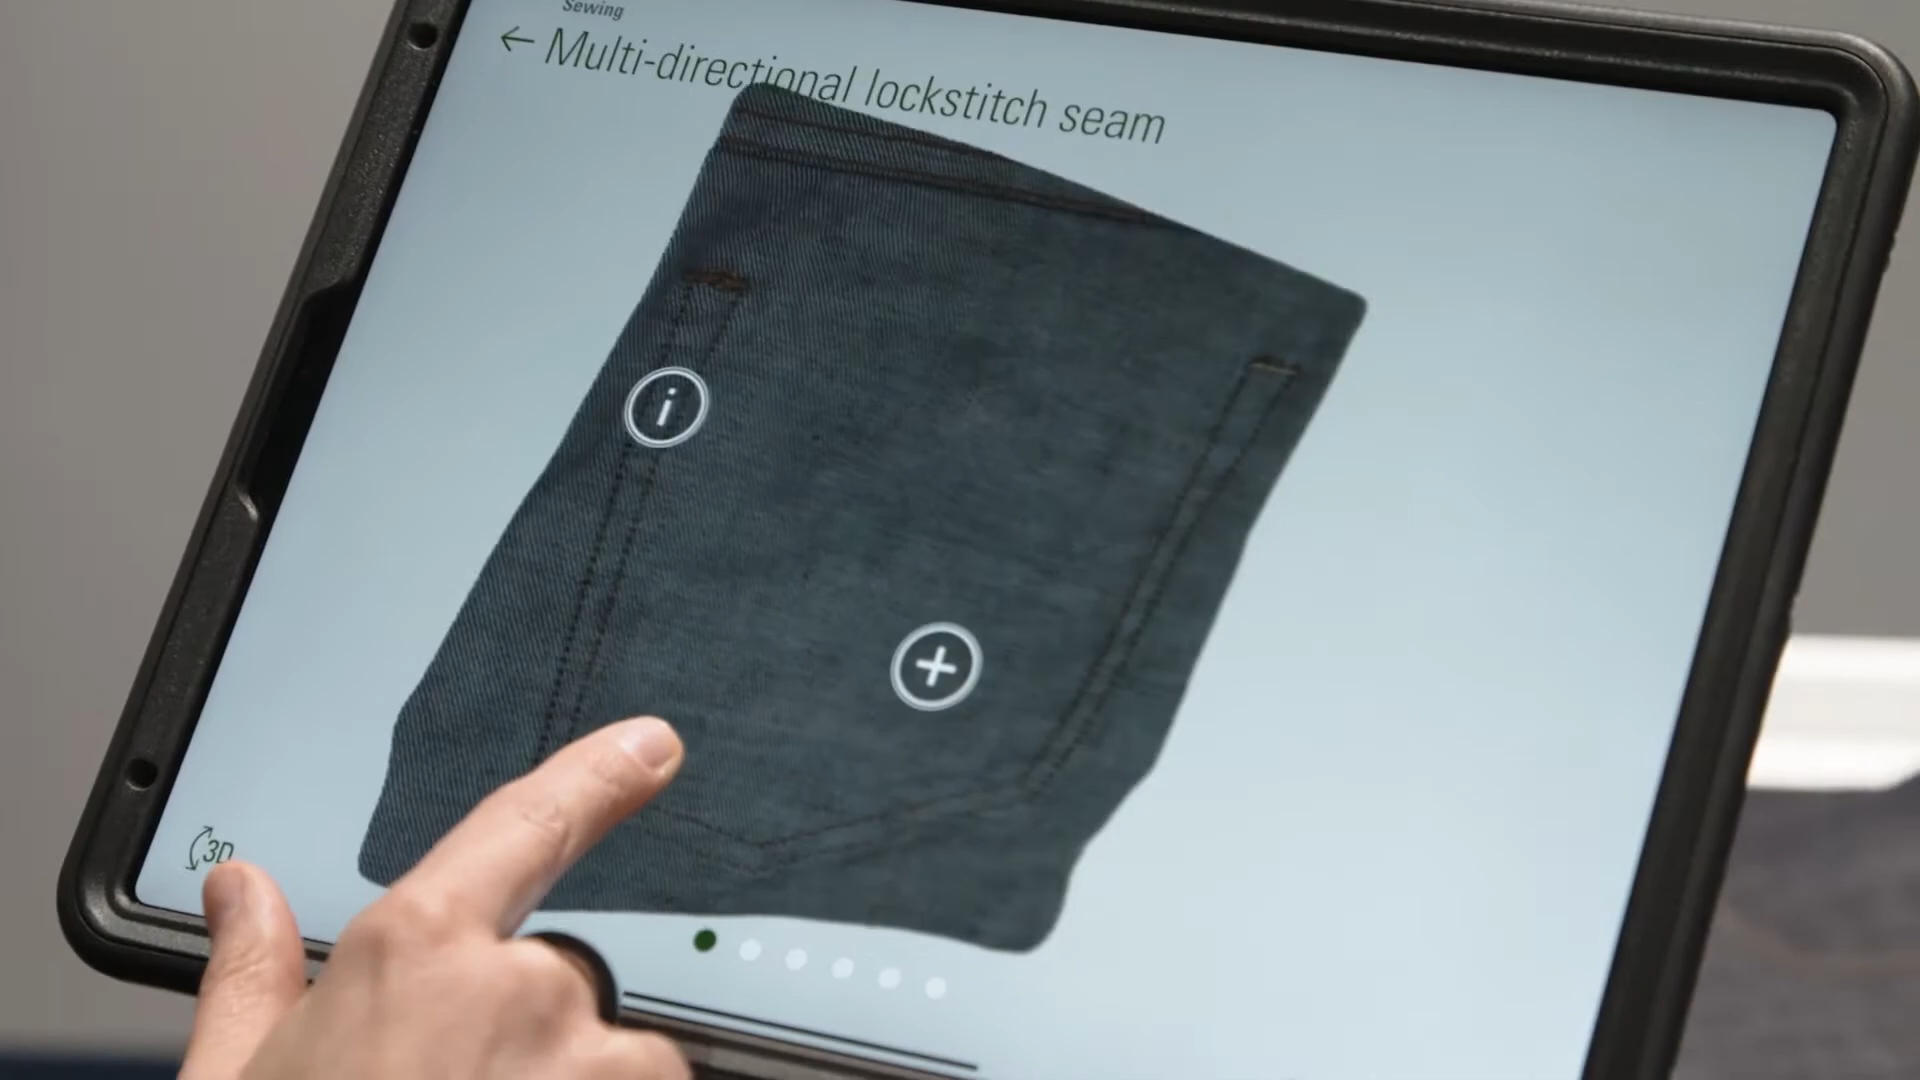 Sewing
← Multi-directional lockstitch seam
i
+
3D